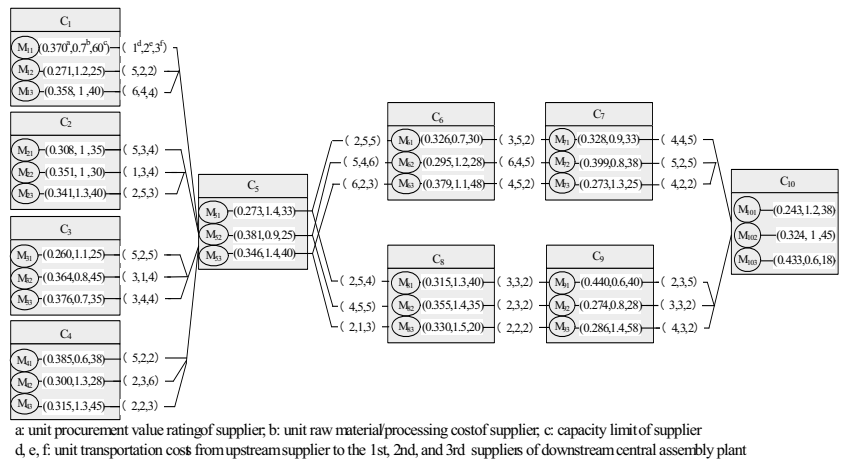 C1
M11 (0.370a,0.7b,60c) ( 1d,2e,3f)
M12 (0.271,1.2,25) ( 5,2,2)
M13 (0.358, 1 ,40) ( 6,4,4)
C2
M21 (0.308, 1 ,35) ( 5,3,4)
M22 (0.351, 1 ,30) ( 1,3,4)
M23 (0.341,1.3,40) ( 2,5,3)
C3
M31 (0.260,1.1,25) ( 5,2,5)
M32 (0.364,0.8,45) ( 3,1,4)
M33 (0.376,0.7,35) ( 3,4,4)
C4
M41 (0.385,0.6,38) ( 5,2,2)
M42 (0.300,1.3,28) ( 2,3,6)
M43 (0.315,1.3,45) ( 2,2,3)
C5
M51 (0.273,1.4,33)
M52 (0.381,0.9,25)
M53 (0.346,1.4,40)
C6
( 2,5,5) M61 (0.326,0.7,30) ( 3,5,2)
( 5,4,6) M62 (0.295,1.2,28) ( 6,4,5)
( 6,2,3) M63 (0.379,1.1,48) ( 4,5,2)
C7
M71 (0.328,0.9,33) ( 4,4,5)
M72 (0.399,0.8,38) ( 5,2,5)
M73 (0.273,1.3,25) ( 4,2,2)
C8
( 2,5,4) M81 (0.315,1.3,40) ( 3,3,2)
( 4,5,5) M82 (0.355,1.4,35) ( 2,3,2)
( 2,1,3) M83 (0.330,1.5,20) ( 2,2,2)
C9
M91 (0.440,0.6,40) ( 2,3,5)
M92 (0.274,0.8,28) ( 3,3,2)
M93 (0.286,1.4,58) ( 4,3,2)
C10
M101 (0.243,1.2,38)
M102 (0.324, 1 ,45)
M103 (0.433,0.6,18)
a: unit procurement value rating of supplier; b: unit raw material/processing cost of supplier; c: capacity limit of supplier
d, e, f: unit transportation costs from upstream supplier to the 1st, 2nd, and 3rd suppliers of downstream central assembly plant